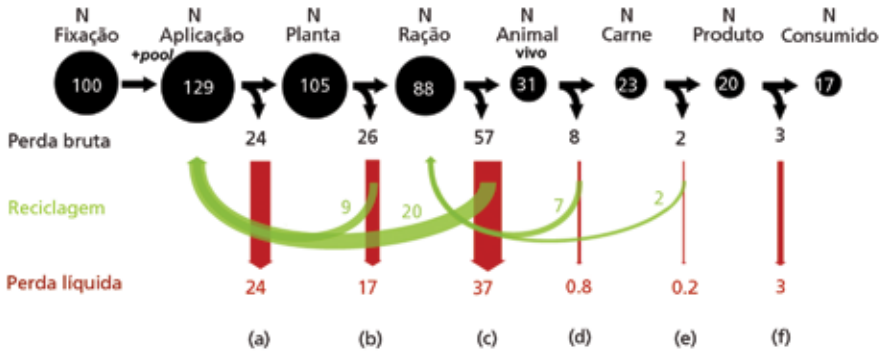 N N N N N N N N
Fixação Aplicação Planta Ração Animal Carne Produto Consumido
+pool vivo
100 129 105 88 31 23 20 17
Perda bruta 24 26 57 8 2 3
Reciclagem 9 20 7 2
Perda líquida 24 17 37 0.8 0.2 3
(a) (b) (c) (d) (e) (f)